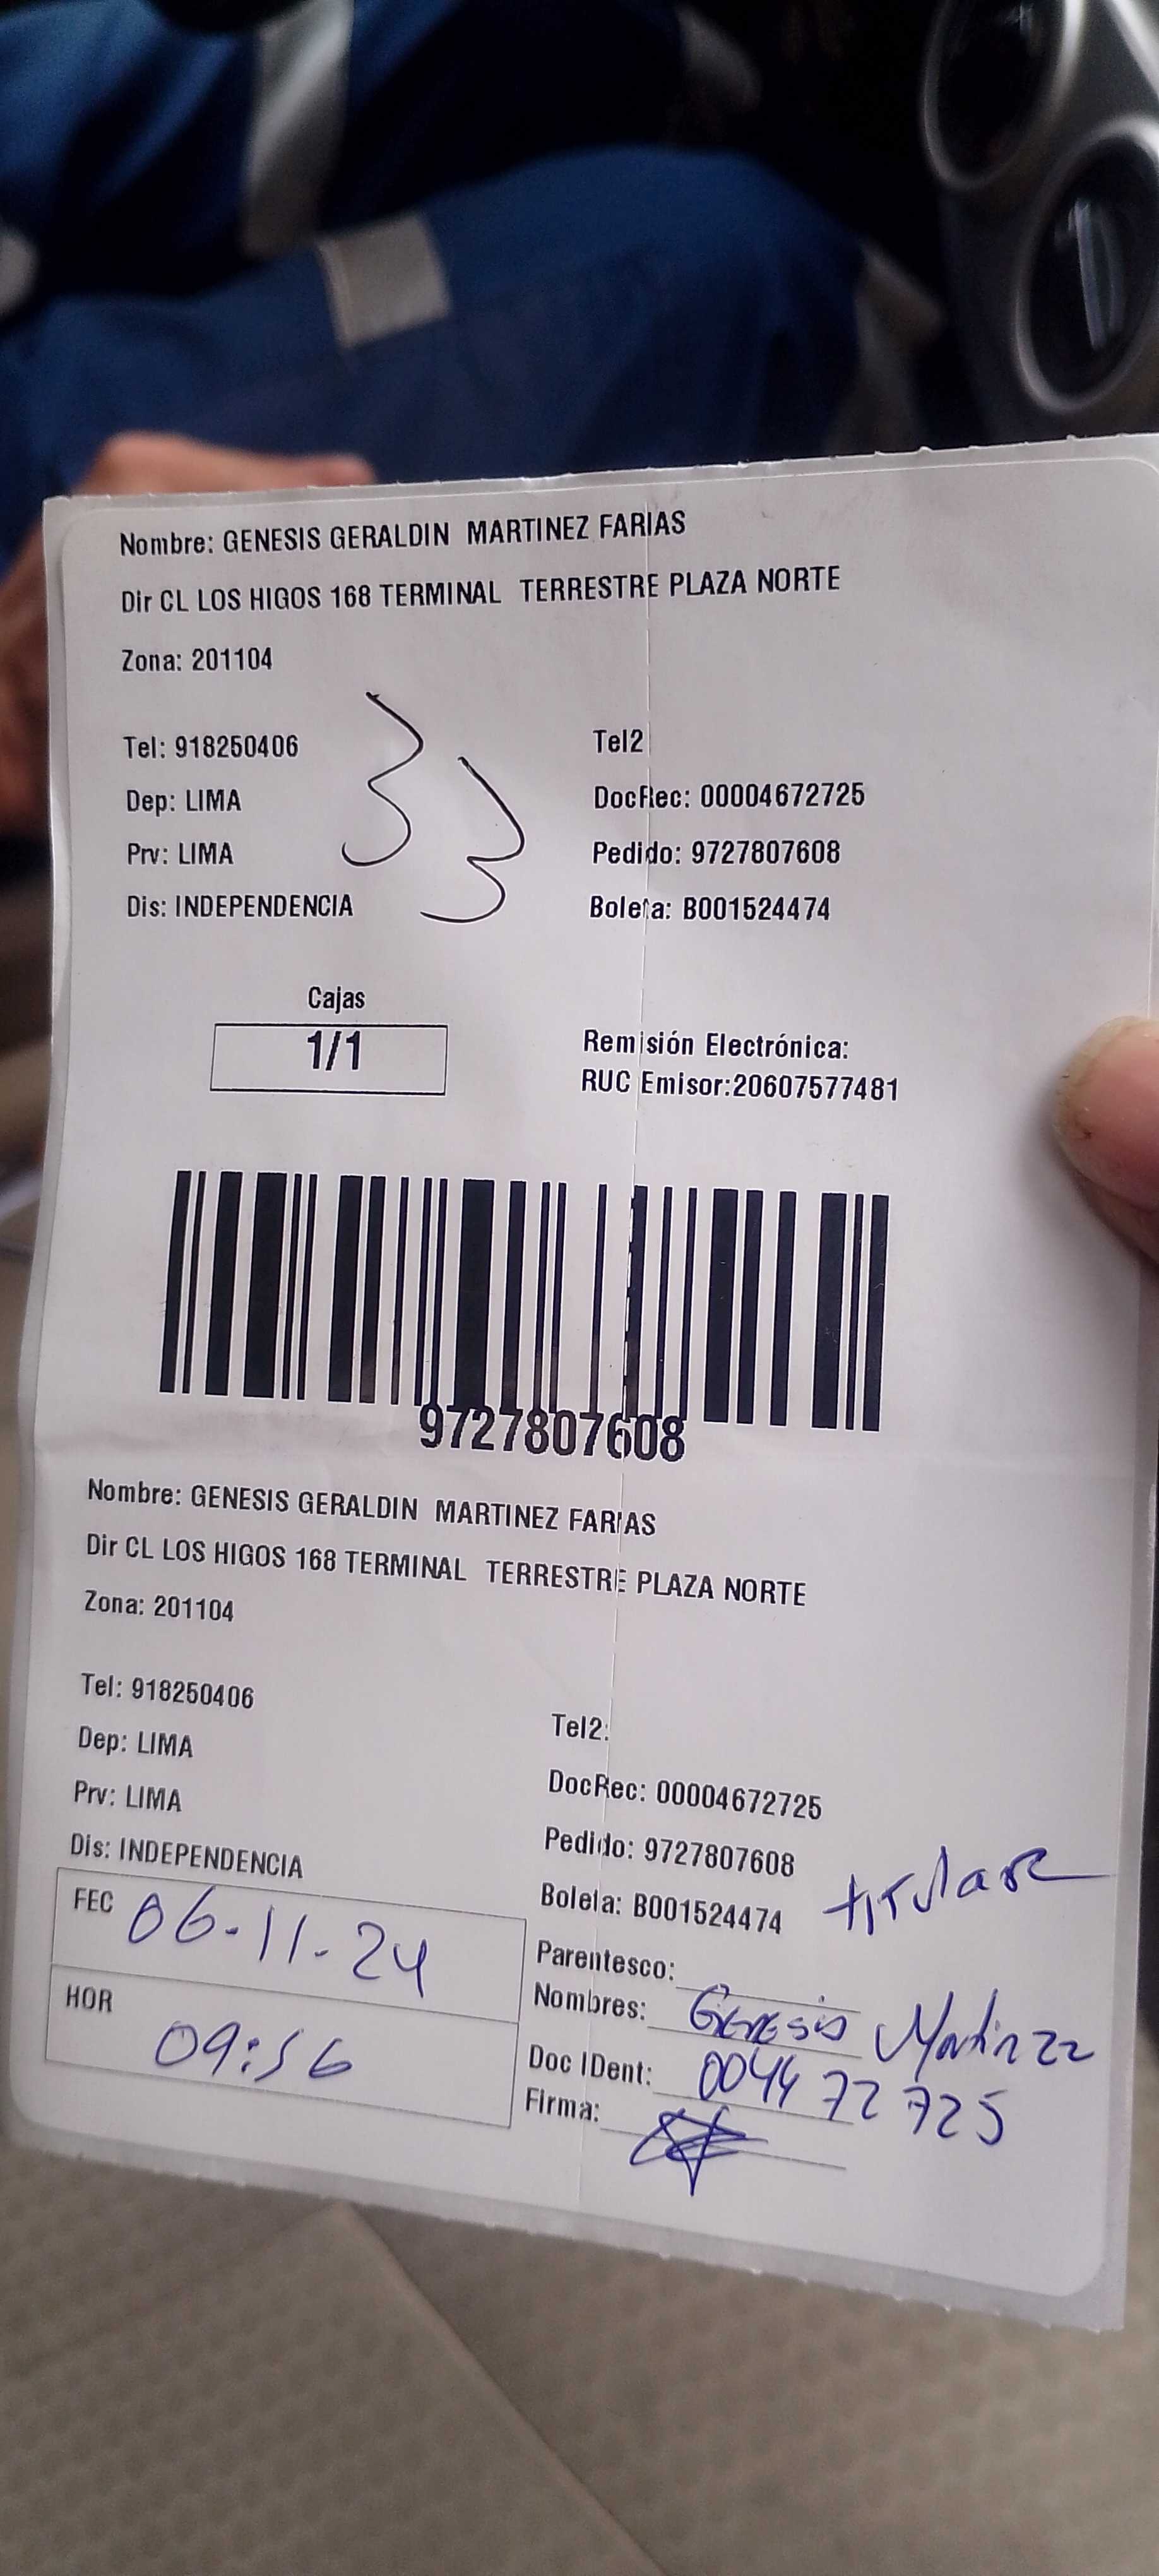 Nombre: GENESIS GERALDIN MARTINEZ FARIAS
Dir CL LOS HIGOS 168 TERMINAL TERRESTRE PLAZA NORTE
Zona: 201104
33
Tel: 918250406
Tel2
Dep: LIMA
DocRec: 00004672725
Prv: LIMA
Pedido: 9727807608
Dis: INDEPENDENCIA
Boleta: B001524474
Cajas
1/1
Remisión Electrónica:
RUC Emisor:20607577481
9727807608
Nombre: GENESIS GERALDIN MARTINEZ FARIAS
Dir CL LOS HIGOS 168 TERMINAL TERRESTRE PLAZA NORTE
Zona: 201104
Tel: 918250406
Tel2:
Dep: LIMA
DocRec: 00004672725
Prv: LIMA
Pedido: 9727807608
Dis: INDEPENDENCIA
Boleta: B001524474
titular
FEC 06-11-24
Parentesco:
HOR 09:56
Nombres: Genesis Martinez
Doc IDent: 004472725
Firma: